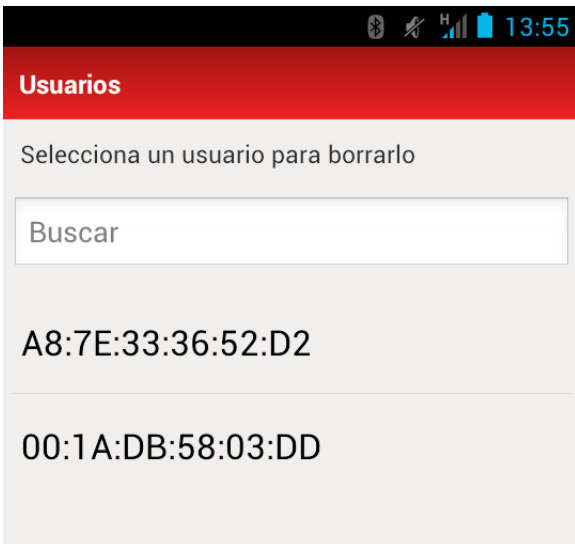 H 13:55
Usuarios
Selecciona un usuario para borrarlo
Buscar
A8:7E:33:36:52:D2
00:1A:DB:58:03:DD